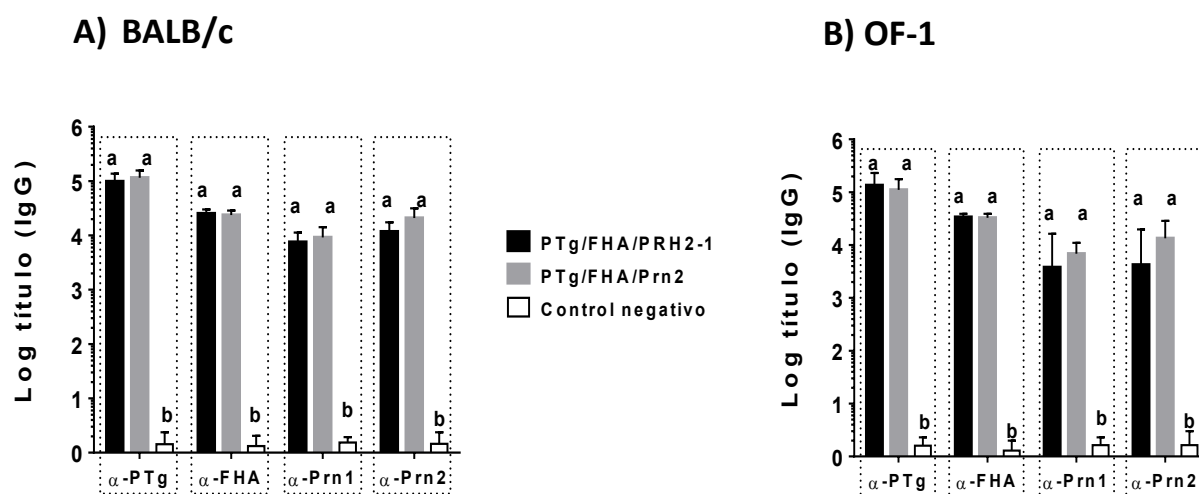 A) BALB/c
B) OF-1
Log título (IgG)
6
5
4
3
2
1
0
a a
b
a a
b
a a
b
a a
b
α-PTg α-FHA α-Prn1 α-Prn2
PTg/FHA/PRH2-1
PTg/FHA/Prn2
Control negativo
Log título (IgG)
6
5
4
3
2
1
0
a a
b
a a
b
a a
b
a a
b
α-PTg α-FHA α-Prn1 α-Prn2